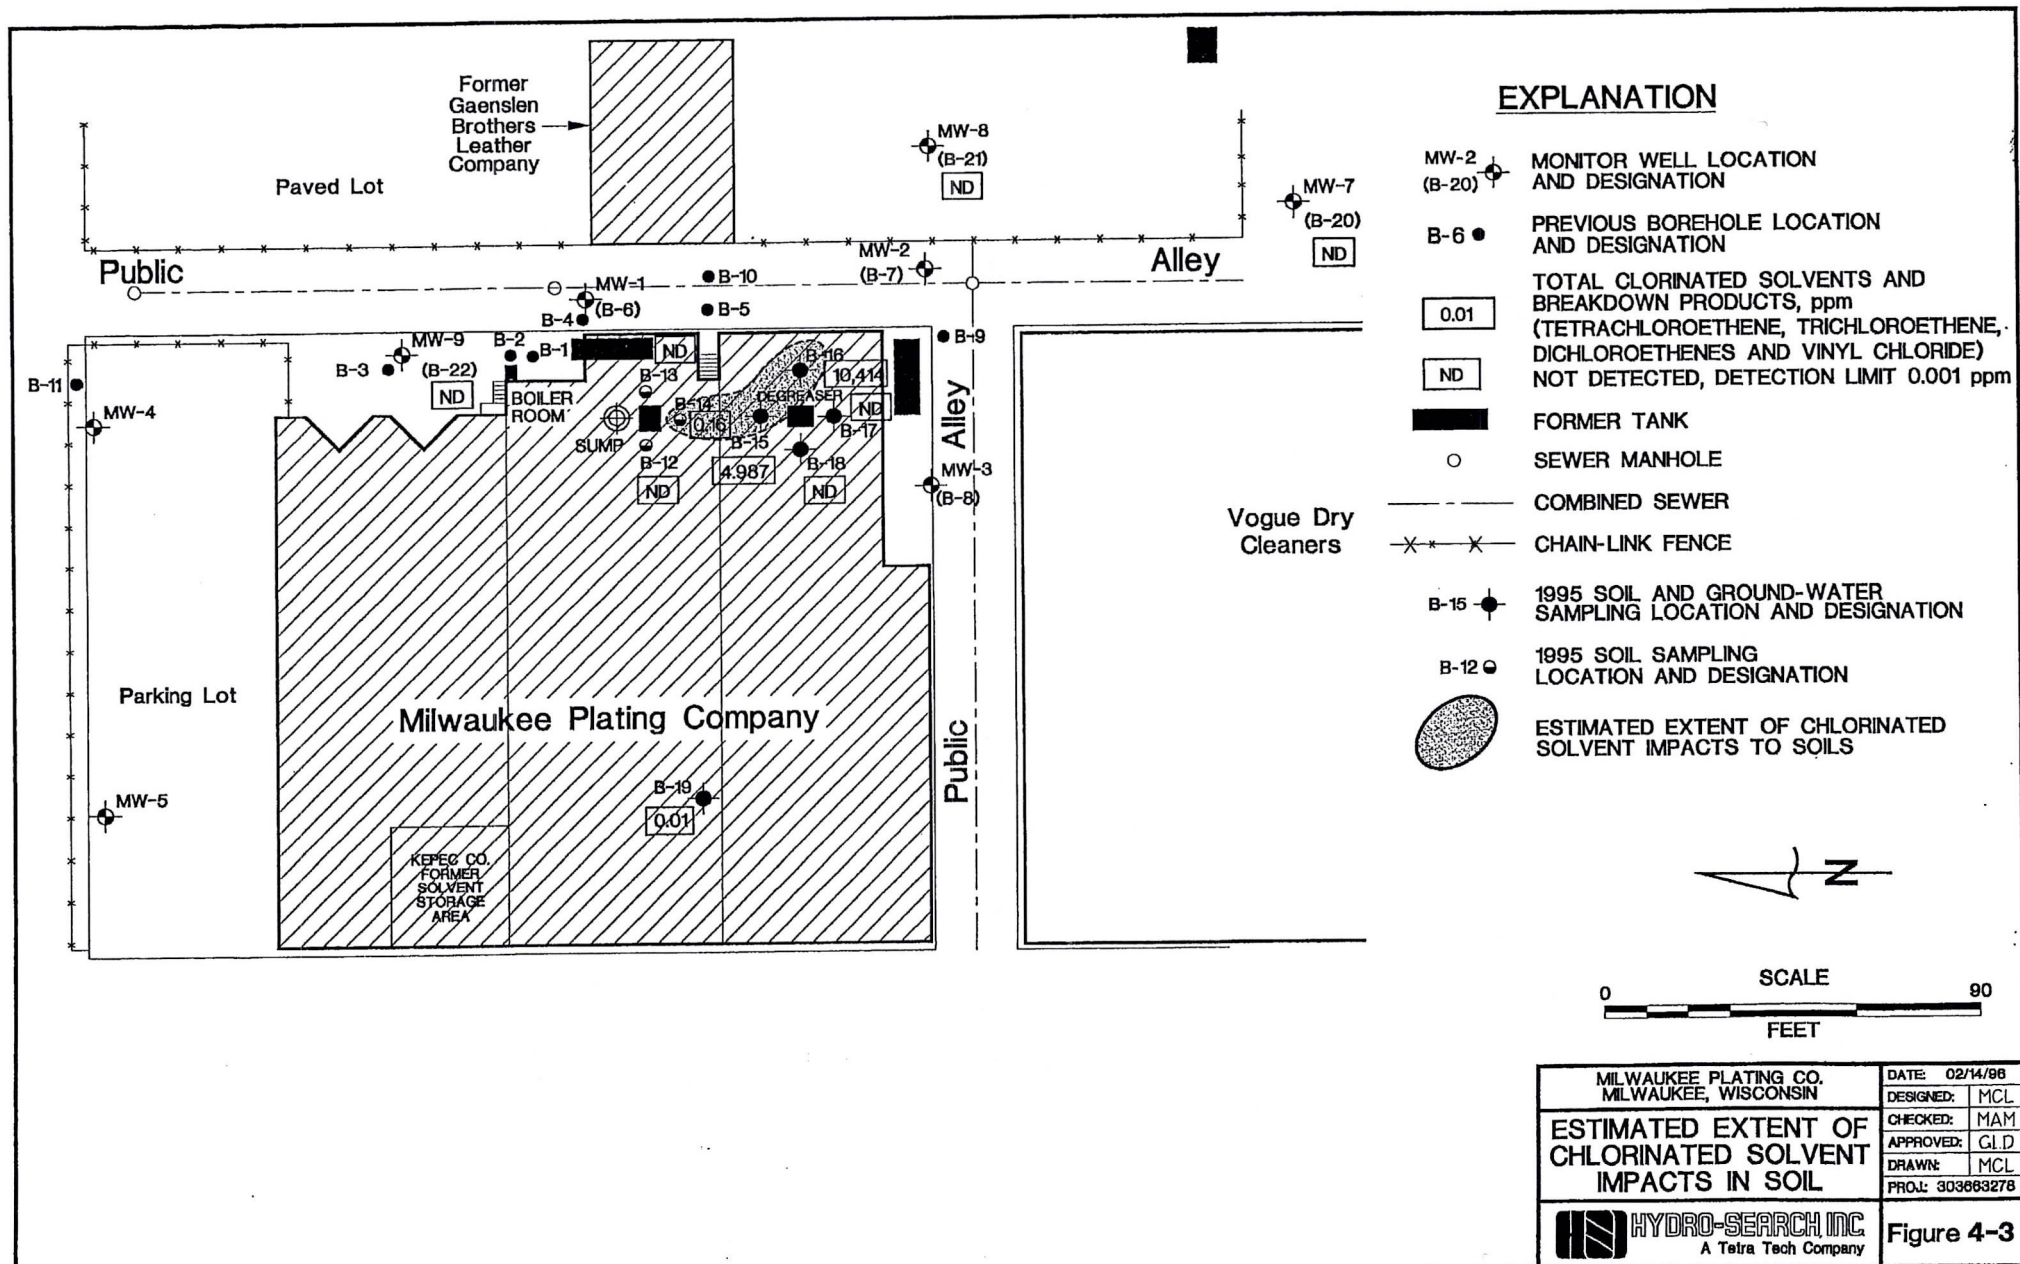 Former
Gaenslen
Brothers
Leather
Company
Paved Lot
MW-8
(B-21)
ND
MW-7
(B-20)
ND
Public
Alley
MW-2
(B-7)
MW-1
(B-6)
B-10
B-5
B-4
B-9
B-2
B-1
MW-9
(B-22)
ND
B-3
B-11
MW-4
BOILER
ROOM
ND
B-13
B-14
0.16
B-16
10,414
DEGREASER
ND
B-17
B-15
4.987
B-18
ND
SUMP
B-12
ND
Alley
MW-3
(B-8)
Vogue Dry
Cleaners
Parking Lot
Milwaukee Plating Company
Public
B-19
0.01
MW-5
KEPEC CO.
FORMER
SOLVENT
STORAGE
AREA
EXPLANATION
MW-2
(B-20)
MONITOR WELL LOCATION
AND DESIGNATION
B-6
PREVIOUS BOREHOLE LOCATION
AND DESIGNATION
0.01
TOTAL CLORINATED SOLVENTS AND
BREAKDOWN PRODUCTS, ppm
(TETRACHLOROETHENE, TRICHLOROETHENE,
DICHLOROETHENES AND VINYL CHLORIDE)
ND
NOT DETECTED, DETECTION LIMIT 0.001 ppm
FORMER TANK
SEWER MANHOLE
COMBINED SEWER
CHAIN-LINK FENCE
B-15
1995 SOIL AND GROUND-WATER
SAMPLING LOCATION AND DESIGNATION
B-12
1995 SOIL SAMPLING
LOCATION AND DESIGNATION
ESTIMATED EXTENT OF CHLORINATED
SOLVENT IMPACTS TO SOILS
N
SCALE
0 90
FEET
MILWAUKEE PLATING CO.
MILWAUKEE, WISCONSIN
ESTIMATED EXTENT OF
CHLORINATED SOLVENT
IMPACTS IN SOIL
DATE: 02/14/96
DESIGNED: MCL
CHECKED: MAM
APPROVED: GLD
DRAWN: MCL
PROJ.: 303663278
HYDRO-SEARCH, INC
A Tetra Tech Company
Figure 4-3